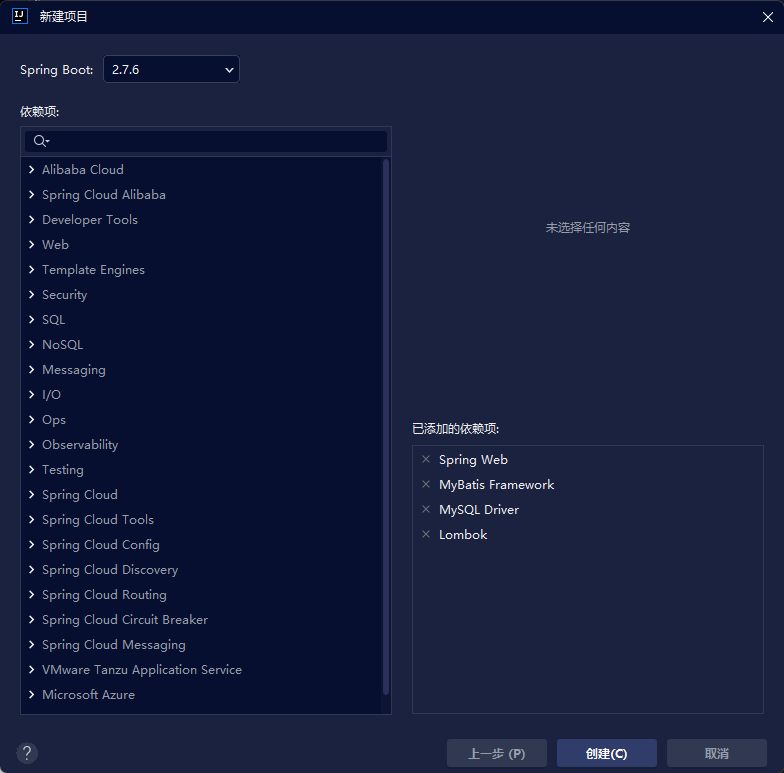 新建项目
Spring Boot: 2.7.6
依赖项:
Alibaba Cloud
Spring Cloud Alibaba
Developer Tools
Web
Template Engines
Security
SQL
NoSQL
Messaging
I/O
Ops
Observability
Testing
Spring Cloud
Spring Cloud Tools
Spring Cloud Config
Spring Cloud Discovery
Spring Cloud Routing
Spring Cloud Circuit Breaker
Spring Cloud Messaging
VMware Tanzu Application Service
Microsoft Azure
未选择任何内容
已添加的依赖项:
Spring Web
MyBatis Framework
MySQL Driver
Lombok
?
上一步 (P) 创建(C) 取消